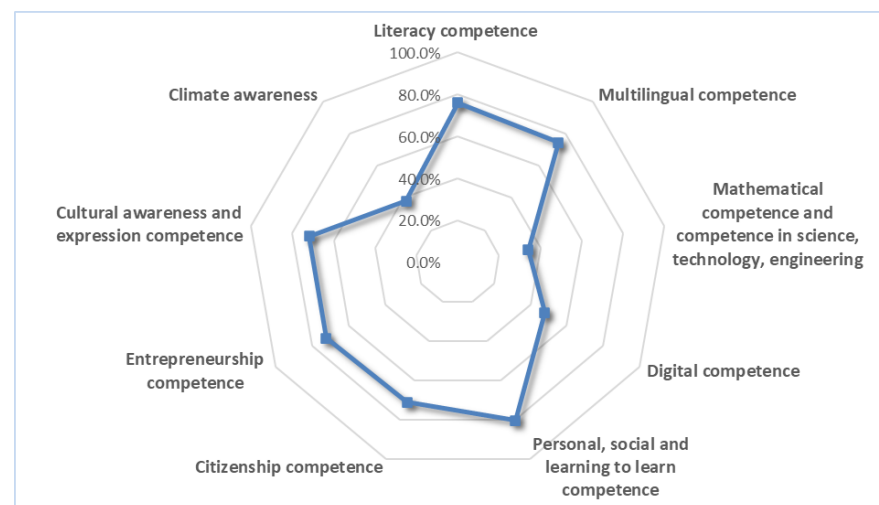 Literacy competence
100.0%
80.0%
60.0%
40.0%
20.0%
0.0%
Multilingual competence
Mathematical
competence and
competence in science,
technology, engineering
Digital competence
Personal, social and
learning to learn
competence
Citizenship competence
Entrepreneurship
competence
Cultural awareness and
expression competence
Climate awareness